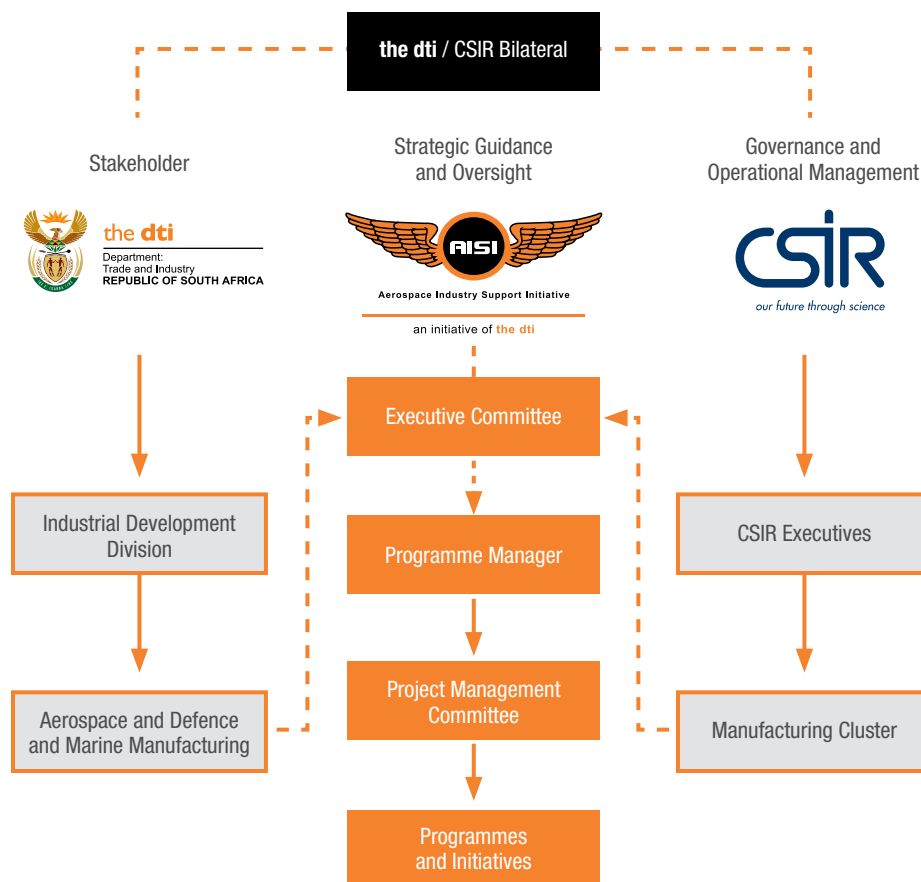 the dti / CSIR Bilateral
Stakeholder
Strategic Guidance
and Oversight
Governance and
Operational Management
the dti
Department:
Trade and Industry
REPUBLIC OF SOUTH AFRICA
AISI
Aerospace Industry Support Initiative
an initiative of the dti
CSIR
our future through science
Executive Committee
Industrial Development
Division
Programme Manager
CSIR Executives
Aerospace and Defence
and Marine Manufacturing
Project Management
Committee
Manufacturing Cluster
Programmes
and Initiatives